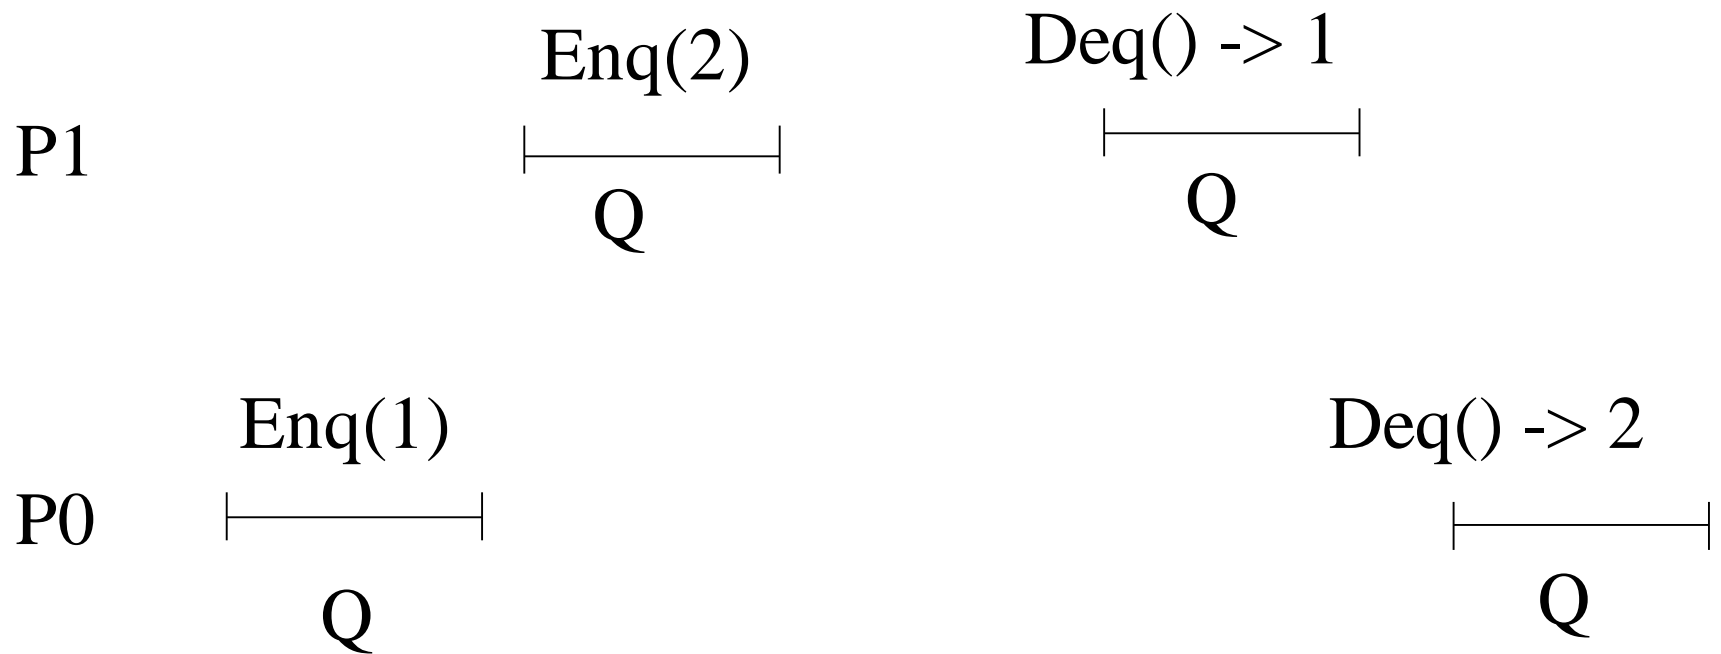 Enq(2)
Deq() -> 1
P1
Q
Q
Enq(1)
Deq() -> 2
P0
Q
Q